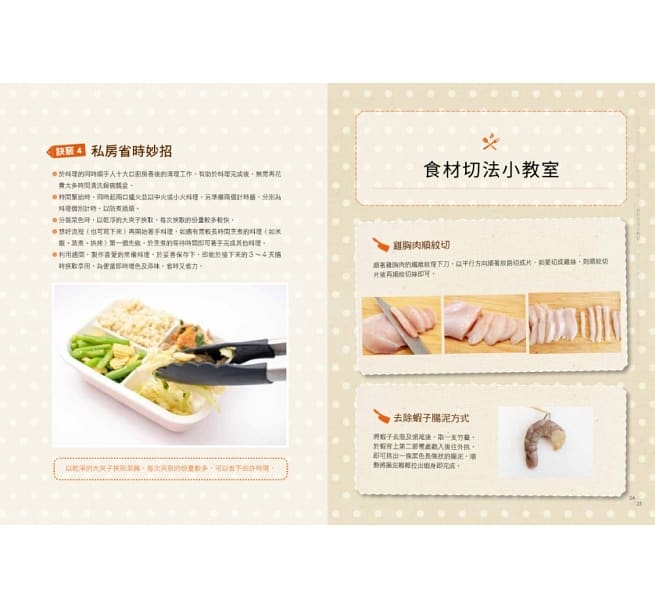 訣竅 4 私房省時妙招
於料理的同時順手人十大口廚房善後的清理工作，有助於料理完成後，無需再花
費太多時間清洗鍋碗瓢盆。
時間緊迫時，同時起兩口爐火並以中火或小火料理，另準備兩個計時器，分別為
料理個別計時，以防煮過頭。
分裝菜色時，以乾淨的大夾子挾取，每次挾取的份量較多較快。
想好流程（也可寫下來）再開始著手料理，如遇有需較長時間烹煮的料理（如米
飯、蒸煮、烘烤）第一個先做，於烹煮的等待時間即可著手完成其他料理。
利用週間，製作喜愛的常備料理，於妥善保存下，即能於接下來的３～４天隨
時挾取享用，為便當即時增色及添味，省時又省力。
以乾淨的大夾子挾取菜餚，每次夾取的份量較多，可以省下些許時間。
食材切法小教室
雞胸肉順紋切
順著雞胸肉的纖維紋理下刀，以平行方向順著紋路切成片，如要切成雞絲，則順紋切
片後再順紋切絲即可。
去除蝦子腸泥方式
將蝦子去殼及挑尾後，取一支竹籤，
於蝦背上第二節彎處戳入後往外挑，
即可挑出一條黑色長條狀的腸泥，順
勢將腸泥輕輕拉出蝦身即完成。
24
25